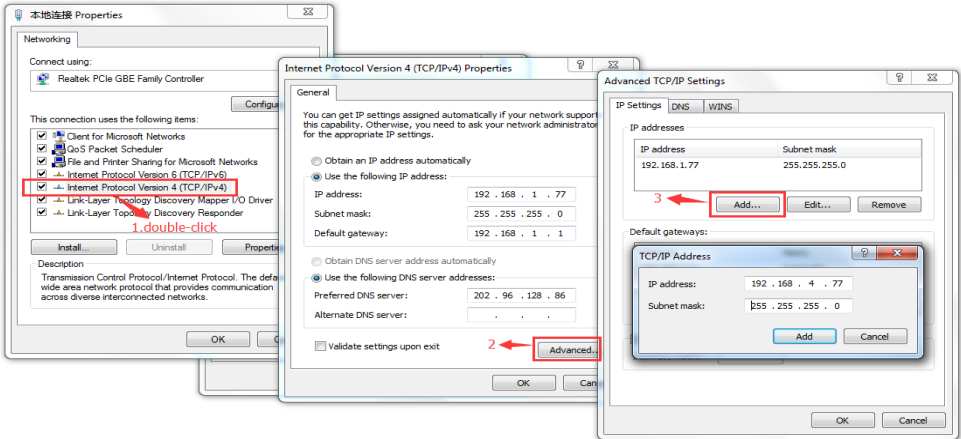 本地连接 Properties
Networking
Connect using:
Realtek PCIe GBE Family Controller
This connection uses the following items:
Client for Microsoft Networks
QoS Packet Scheduler
File and Printer Sharing for Microsoft Networks
Internet Protocol Version 6 (TCP/IPv6)
Internet Protocol Version 4 (TCP/IPv4)
Link-Layer Topology Discovery Mapper I/O Driver
Link-Layer Topology Discovery Responder
1.double-click
Install...
Uninstall
Description
Transmission Control Protocol/Internet Protocol. The
wide area network protocol that provides communication
across diverse interconnected networks.
OK
Internet Protocol Version 4 (TCP/IPv4) Properties
General
You can get IP settings assigned automatically if your network
this capability. Otherwise, you need to ask your network administrator
for the appropriate IP settings.
Obtain an IP address automatically
Use the following IP address:
IP address: 192 . 168 . 1 . 77
Subnet mask: 255 . 255 . 255 . 0
Default gateway: 192 . 168 . 1 . 1
Obtain DNS server address automatically
Use the following DNS server addresses:
Preferred DNS server: 202 . 96 . 128 . 86
Alternate DNS server: . . .
Validate settings upon exit
2
Advanced..
OK
Advanced TCP/IP Settings
IP Settings DNS WINS
IP addresses
IP address Subnet mask
192.168.1.77 255.255.255.0
3
Add... Edit... Remove
Default gateways:
TCP/IP Address
IP address: 192 . 168 . 4 . 77
Subnet mask: 255 . 255 . 255 . 0
Add Cancel
OK Cancel